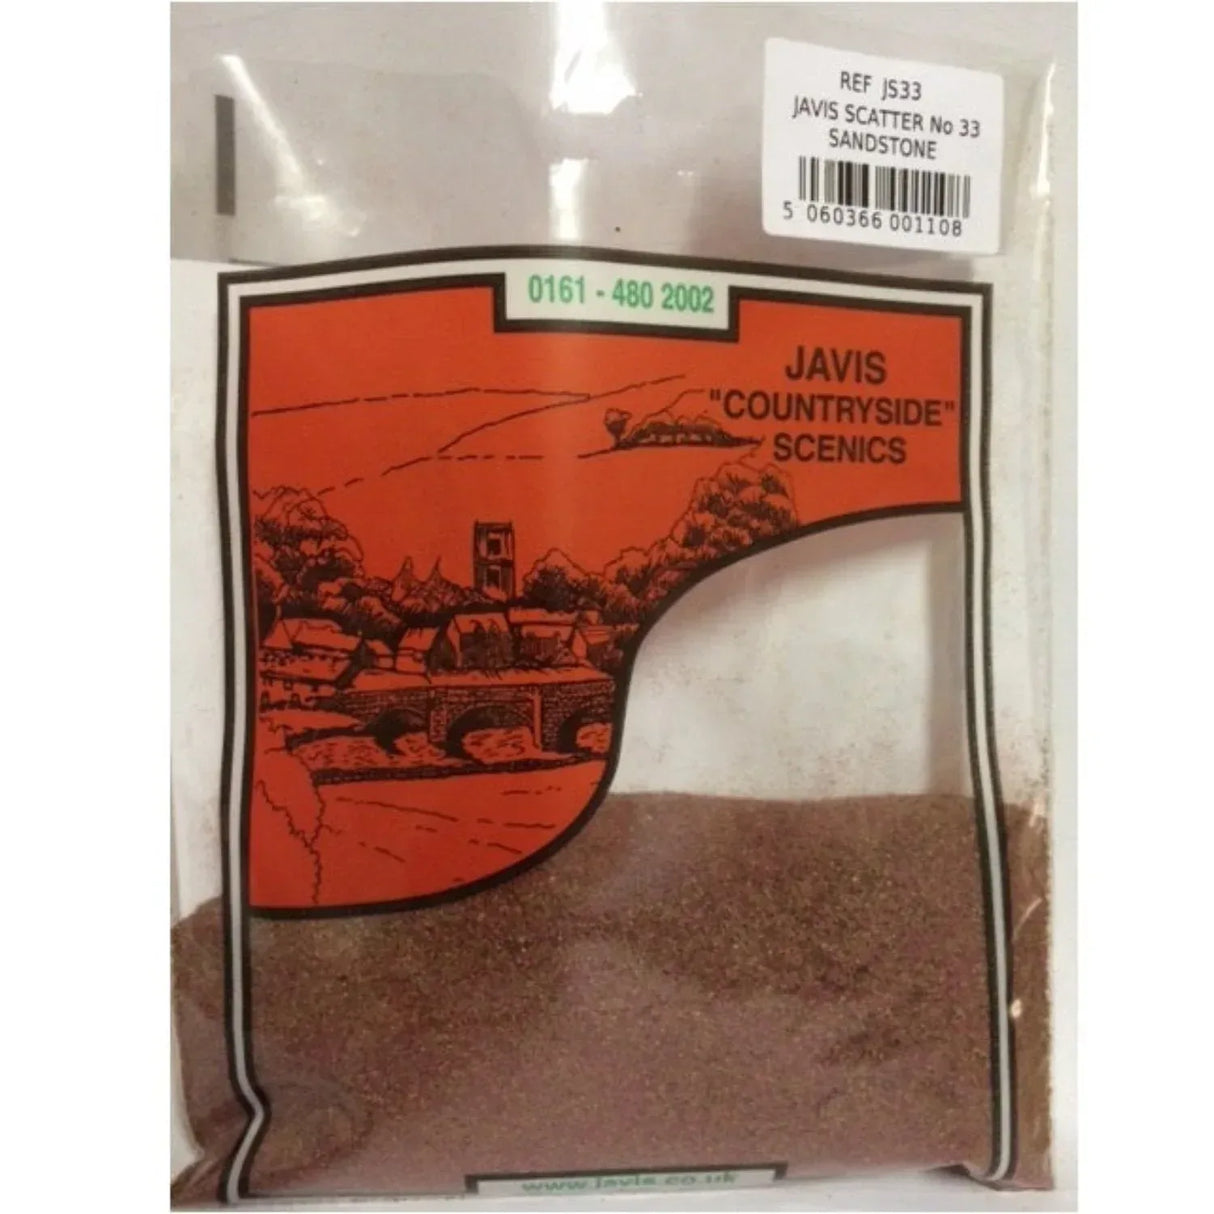 REF JS33
JAVIS SCATTER No 33
SANDSTONE
5 060366 001108
0161 - 480 2002
JAVIS
"COUNTRYSIDE"
SCENICS
www.javis.co.uk